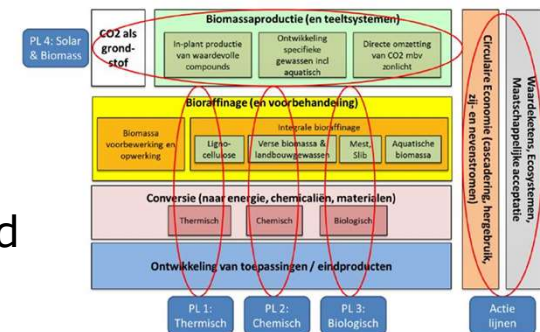 PL 4: Solar
& Biomass
CO2 als
grond-
stof
Biomassaproductie (en teeltsystemen)
In-plant productie
van waardevolle
compounds
Ontwikkeling
specifieke
gewassen incl
aquatisch
Directe omzetting
van CO2 mbv
zonlicht
Bioraffinage (en voorbehandeling)
Biomassa
voorbewerking en
opwerking
Integrale bioraffinage
Ligno-
cellulose
Verse biomassa &
landbouwgewassen
Mest,
Slib
Aquatische
biomassa
Conversie (naar energie, chemicaliën, materialen)
Thermisch
Chemisch
Biologisch
Ontwikkeling van toepassingen / eindproducten
PL 1:
Thermisch
PL 2:
Chemisch
PL 3:
Biologisch
Circulaire Economie (cascadering, hergebruik,
zij- en nevenstromen)
Waardeketens, Ecosystemen,
Maatschappelijke acceptatie
Actie
lijnen
d